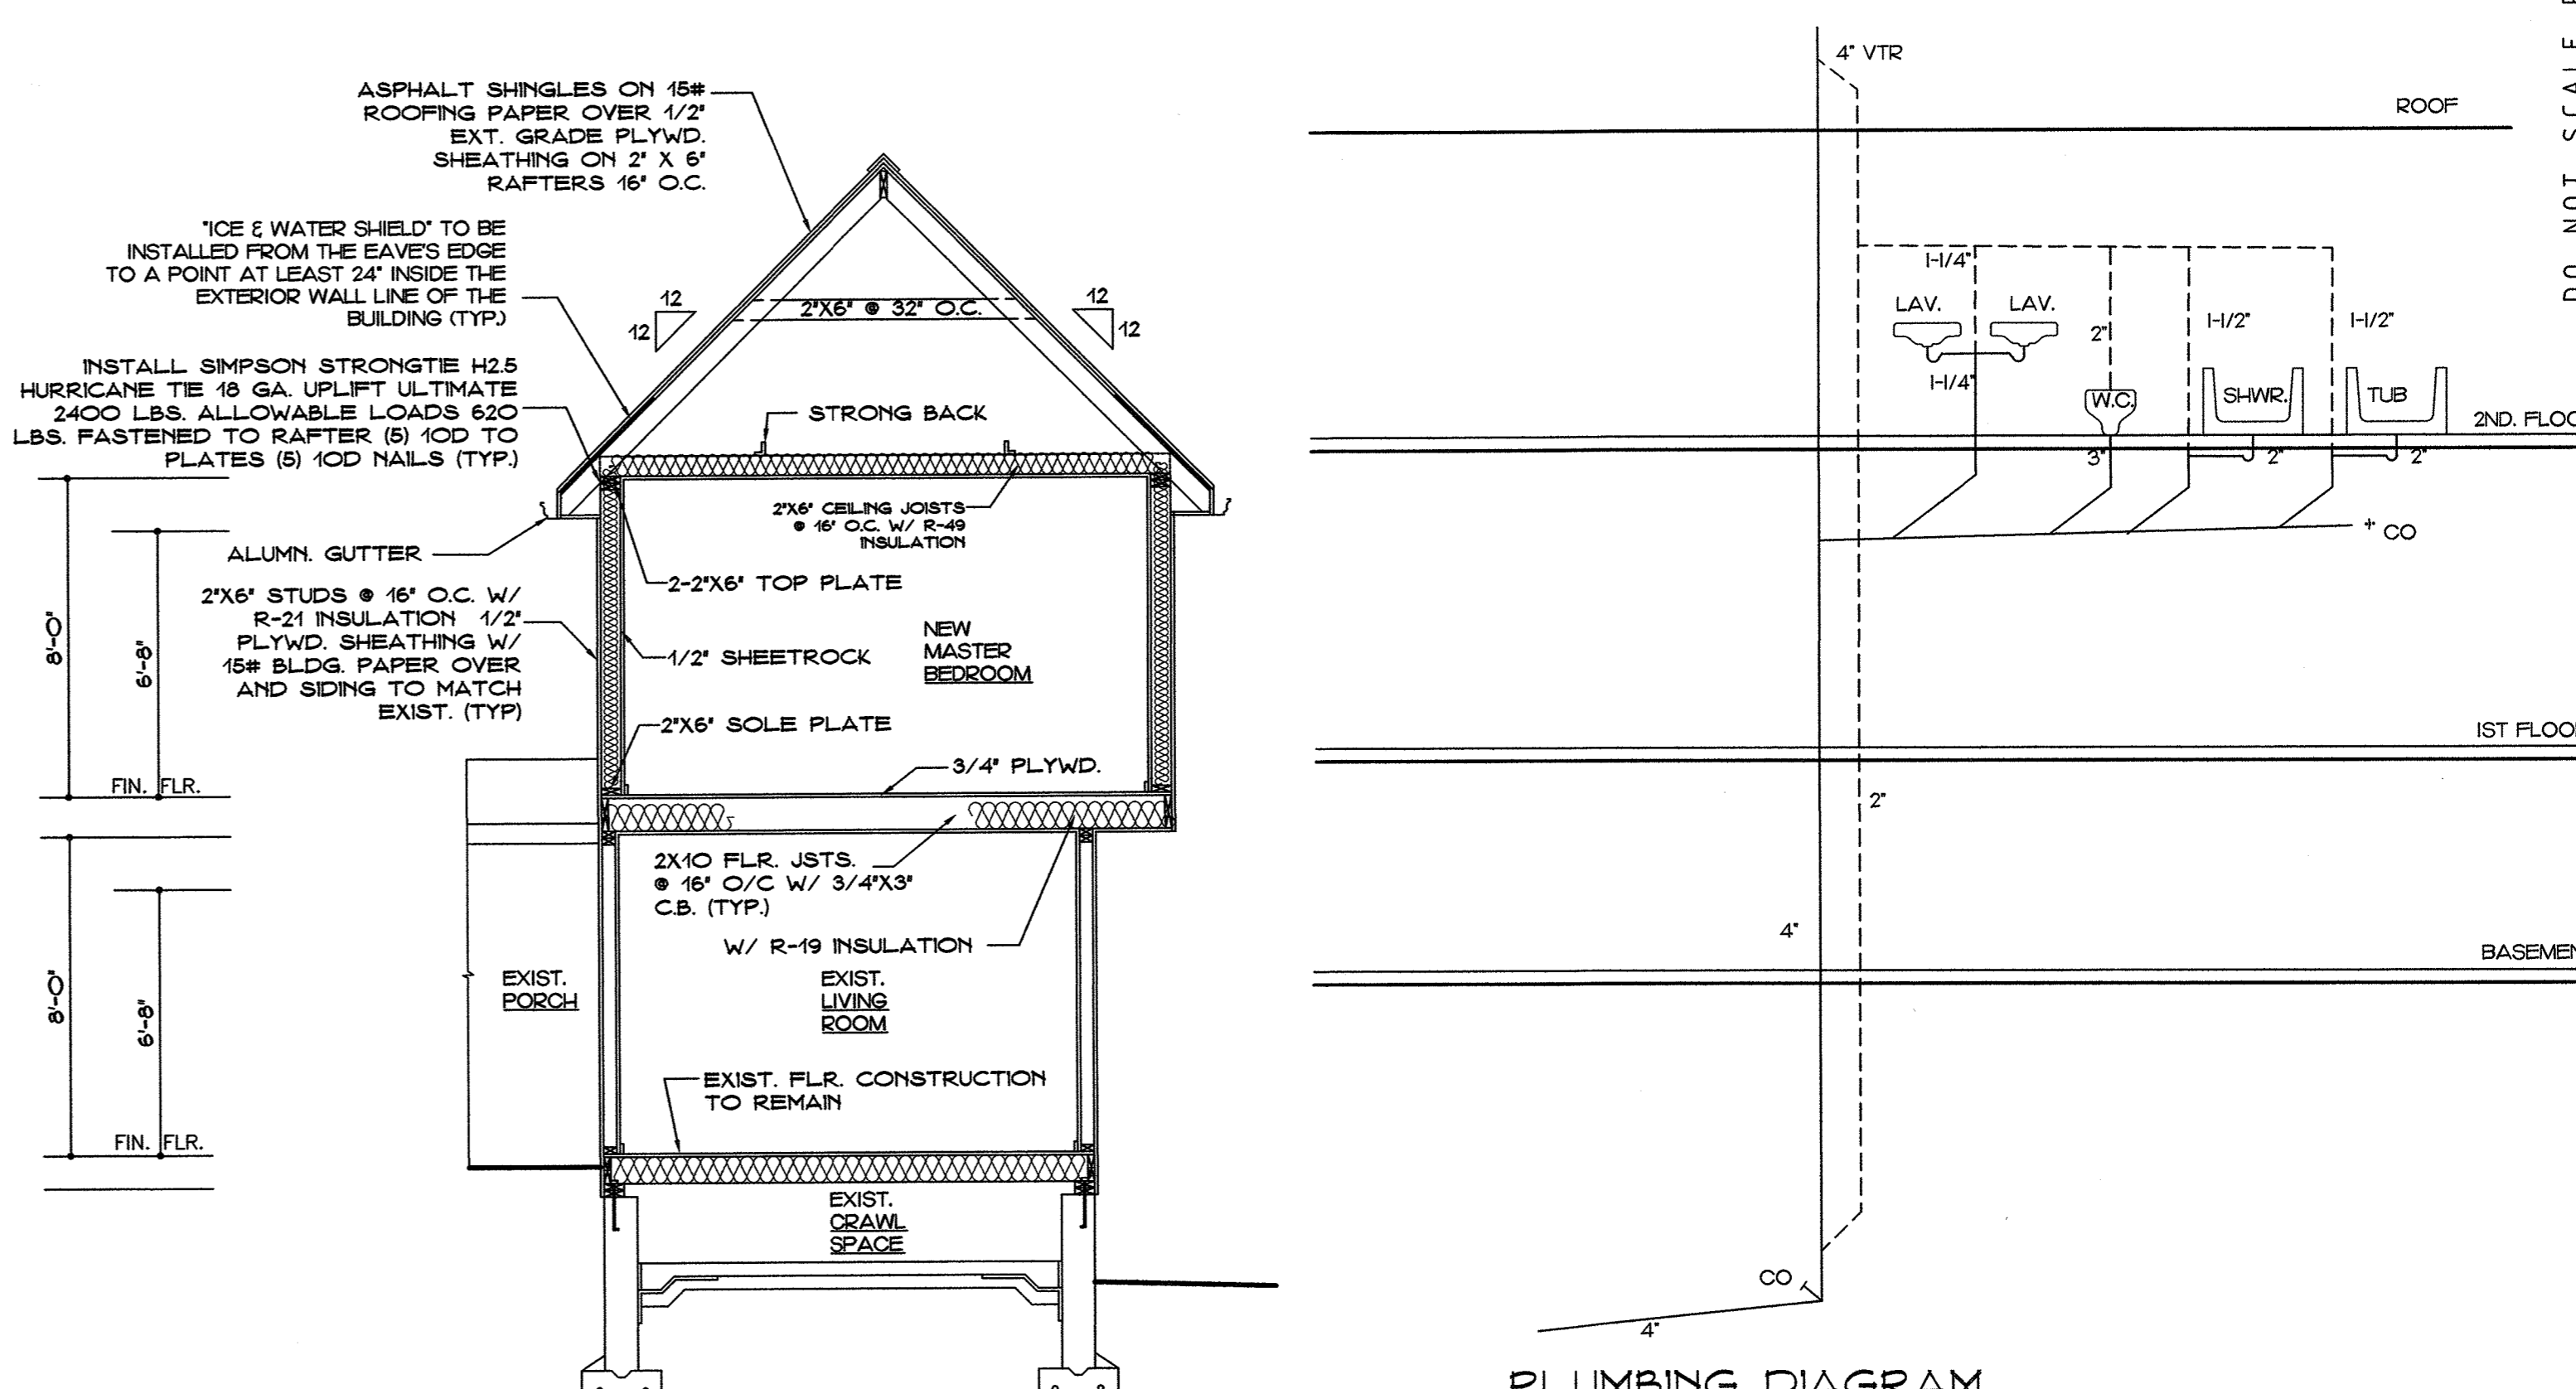 ASPHALT SHINGLES ON 15#
ROOFING PAPER OVER 1/2"
EXT. GRADE PLYWD.
SHEATHING ON 2" X 6"
RAFTERS 16" O.C.
"ICE & WATER SHIELD" TO BE
INSTALLED FROM THE EAVE'S EDGE
TO A POINT AT LEAST 24" INSIDE THE
EXTERIOR WALL LINE OF THE
BUILDING (TYP.)
INSTALL SIMPSON STRONGTIE H2.5
HURRICANE TIE 18 GA. UPLIFT ULTIMATE
2400 LBS. ALLOWABLE LOADS 620
LBS. FASTENED TO RAFTER (5) 10D TO
PLATES (5) 10D NAILS (TYP.)
12
12
2"X6" @ 32" O.C.
12
12
STRONG BACK
2"X6" CEILING JOISTS
@ 16" O.C. W/ R-49
INSULATION
ALUMN. GUTTER
2-2"X6" TOP PLATE
2"X6" STUDS @ 16" O.C. W/
R-21 INSULATION 1/2"
PLYWD. SHEATHING W/
15# BLDG. PAPER OVER
AND SIDING TO MATCH
EXIST. (TYP)
8'-0"
6'-8"
1/2" SHEETROCK
NEW
MASTER
BEDROOM
2"X6" SOLE PLATE
3/4" PLYWD.
FIN. FLR.
2X10 FLR. JSTS.
@ 16" O/C W/ 3/4"X3"
C.B. (TYP.)
W/ R-19 INSULATION
8'-0"
6'-8"
EXIST.
PORCH
EXIST.
LIVING
ROOM
EXIST. FLR. CONSTRUCTION
TO REMAIN
FIN. FLR.
EXIST.
CRAWL
SPACE
4" VTR
ROOF
DO NOT SCALE
1-1/4"
LAV.
LAV.
2"
1-1/2"
1-1/2"
1-1/4"
W.C.
SHWR.
TUB
2ND. FLOO
3"
2"
2"
CO
1ST FLOO
2"
4"
BASEMEN
CO
4"
PLUMBING DIAGRAM